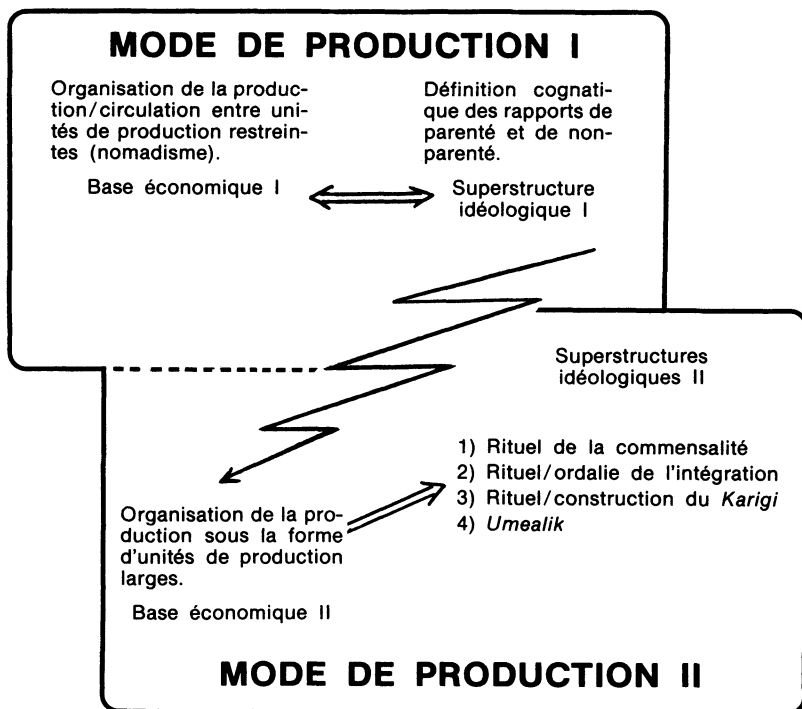 MODE DE PRODUCTION I
Organisation de la produc-
tion/circulation entre uni-
tés de production restrein-
tes (nomadisme).
Base économique I
Définition cognati-
que des rapports de
parenté et de non-
parenté.
Superstructure
idéologique I
Superstructures
idéologiques II
1) Rituel de la commensalité
2) Rituel/ordalie de l'intégration
3) Rituel/construction du Karigi
4) Umealik
Organisation de la pro-
duction sous la forme
d'unités de production
larges.
Base économique II
MODE DE PRODUCTION II